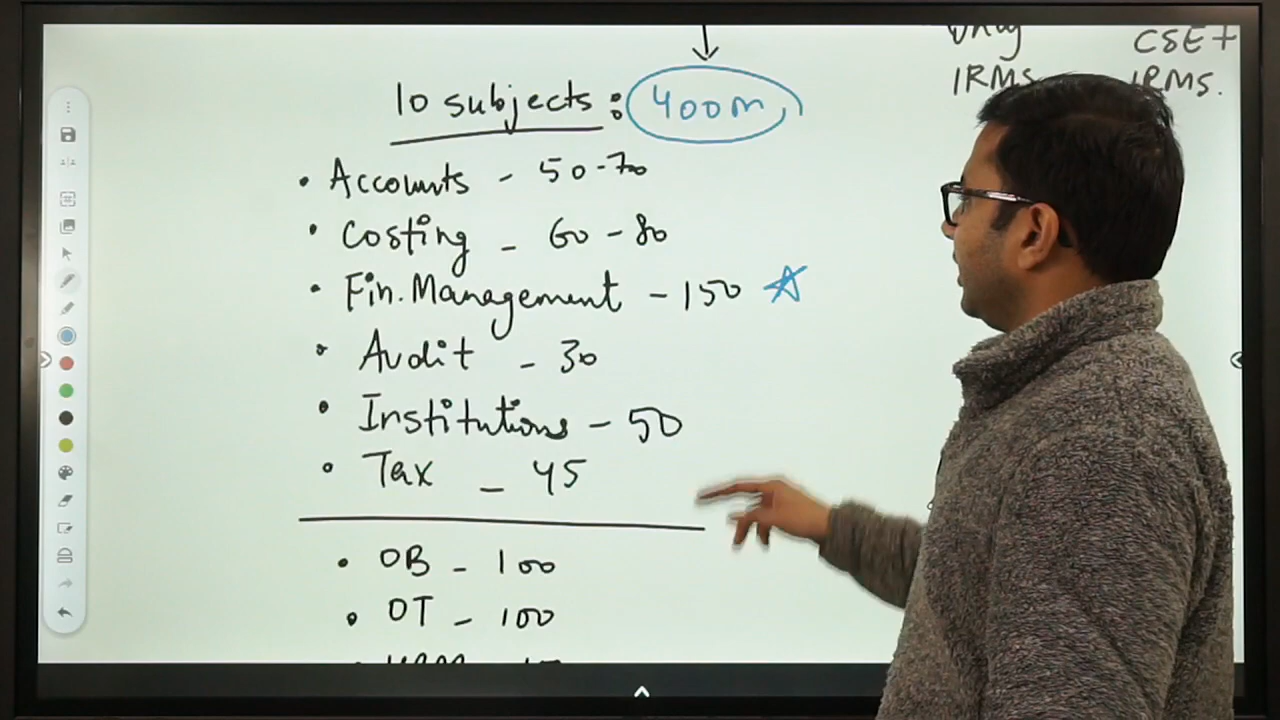 CSE +
IRMS
IRMS.
10 subjects : 400m
• Accounts - 50-70
• Costing - 60-80
• Fin. Management - 150 ☆
• Audit - 30
• Institutions - 50
• Tax - 45
• OB - 100
• OT - 100